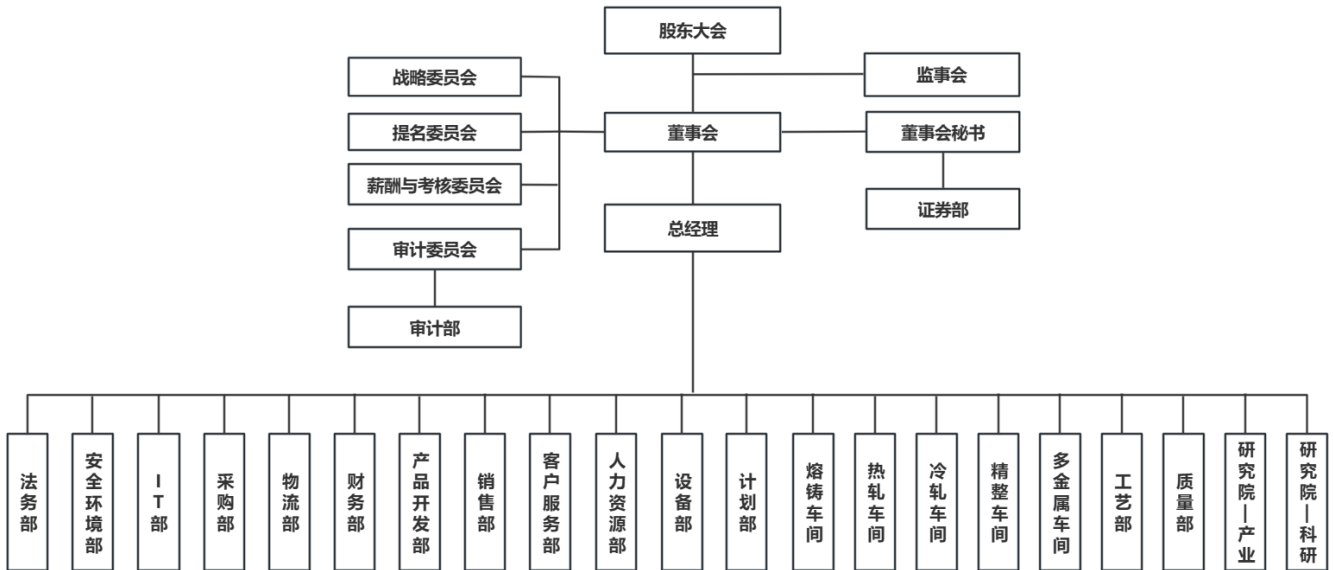 股东大会
战略委员会
监事会
提名委员会
董事会
董事会秘书
薪酬与考核委员会
证券部
总经理
审计委员会
审计部
法务部
安全环境部
IT部
采购部
物流部
财务部
产品开发部
销售部
客户服务部
人力资源部
设备部
计划部
熔铸车间
热轧车间
冷轧车间
精整车间
多金属车间
工艺部
质量部
研究院—产业
研究院—科研